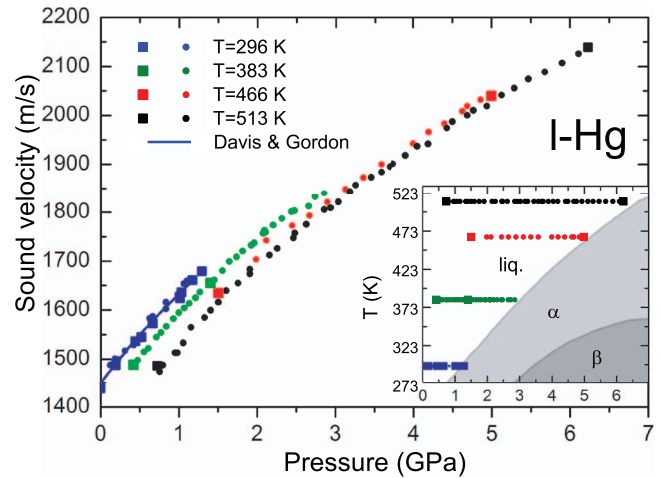 2200
2100
2000
1900
1800
1700
1600
1500
1400
Sound velocity (m/s)
T=296 K
T=383 K
T=466 K
T=513 K
Davis & Gordon
l-Hg
523
473
423
373
323
273
T (K)
liq.
α
β
0 1 2 3 4 5 6
0 1 2 3 4 5 6 7
Pressure (GPa)